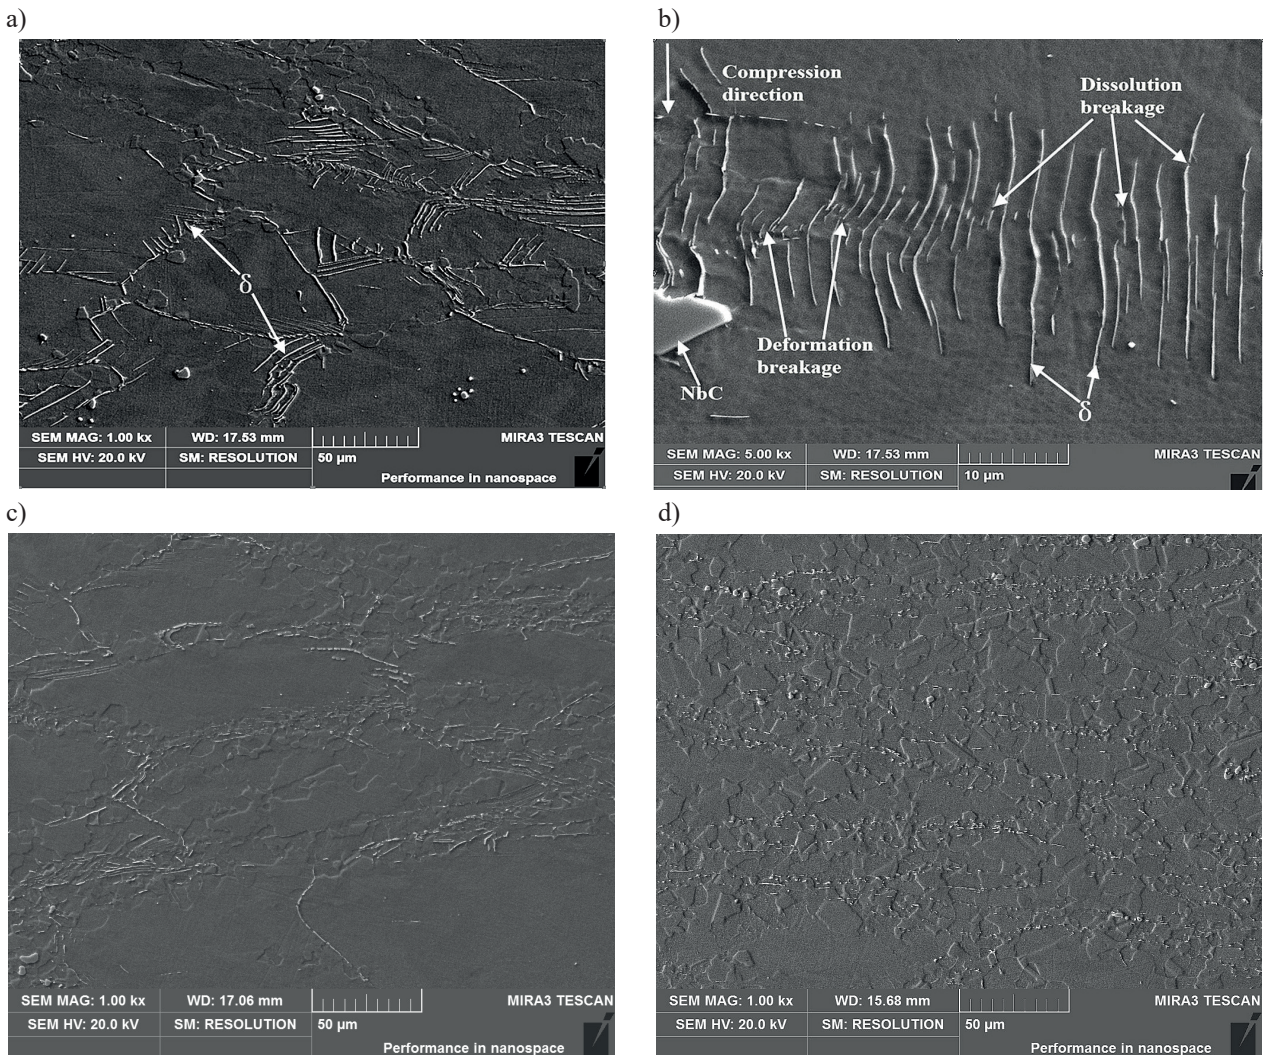 a)
δ
SEM MAG: 1.00 kx WD: 17.53 mm MIRA3 TESCAN
SEM HV: 20.0 kV SM: RESOLUTION 50 µm
Performance in nanospace
b)
Compression
direction
Dissolution
breakage
Deformation
breakage
NbC
δ
SEM MAG: 5.00 kx WD: 17.53 mm MIRA3 TESCAN
SEM HV: 20.0 kV SM: RESOLUTION 10 µm
c)
SEM MAG: 1.00 kx WD: 17.06 mm MIRA3 TESCAN
SEM HV: 20.0 kV SM: RESOLUTION 50 µm
Performance in nanospace
d)
SEM MAG: 1.00 kx WD: 15.68 mm MIRA3 TESCAN
SEM HV: 20.0 kV SM: RESOLUTION 50 µm
Performance in nanospace